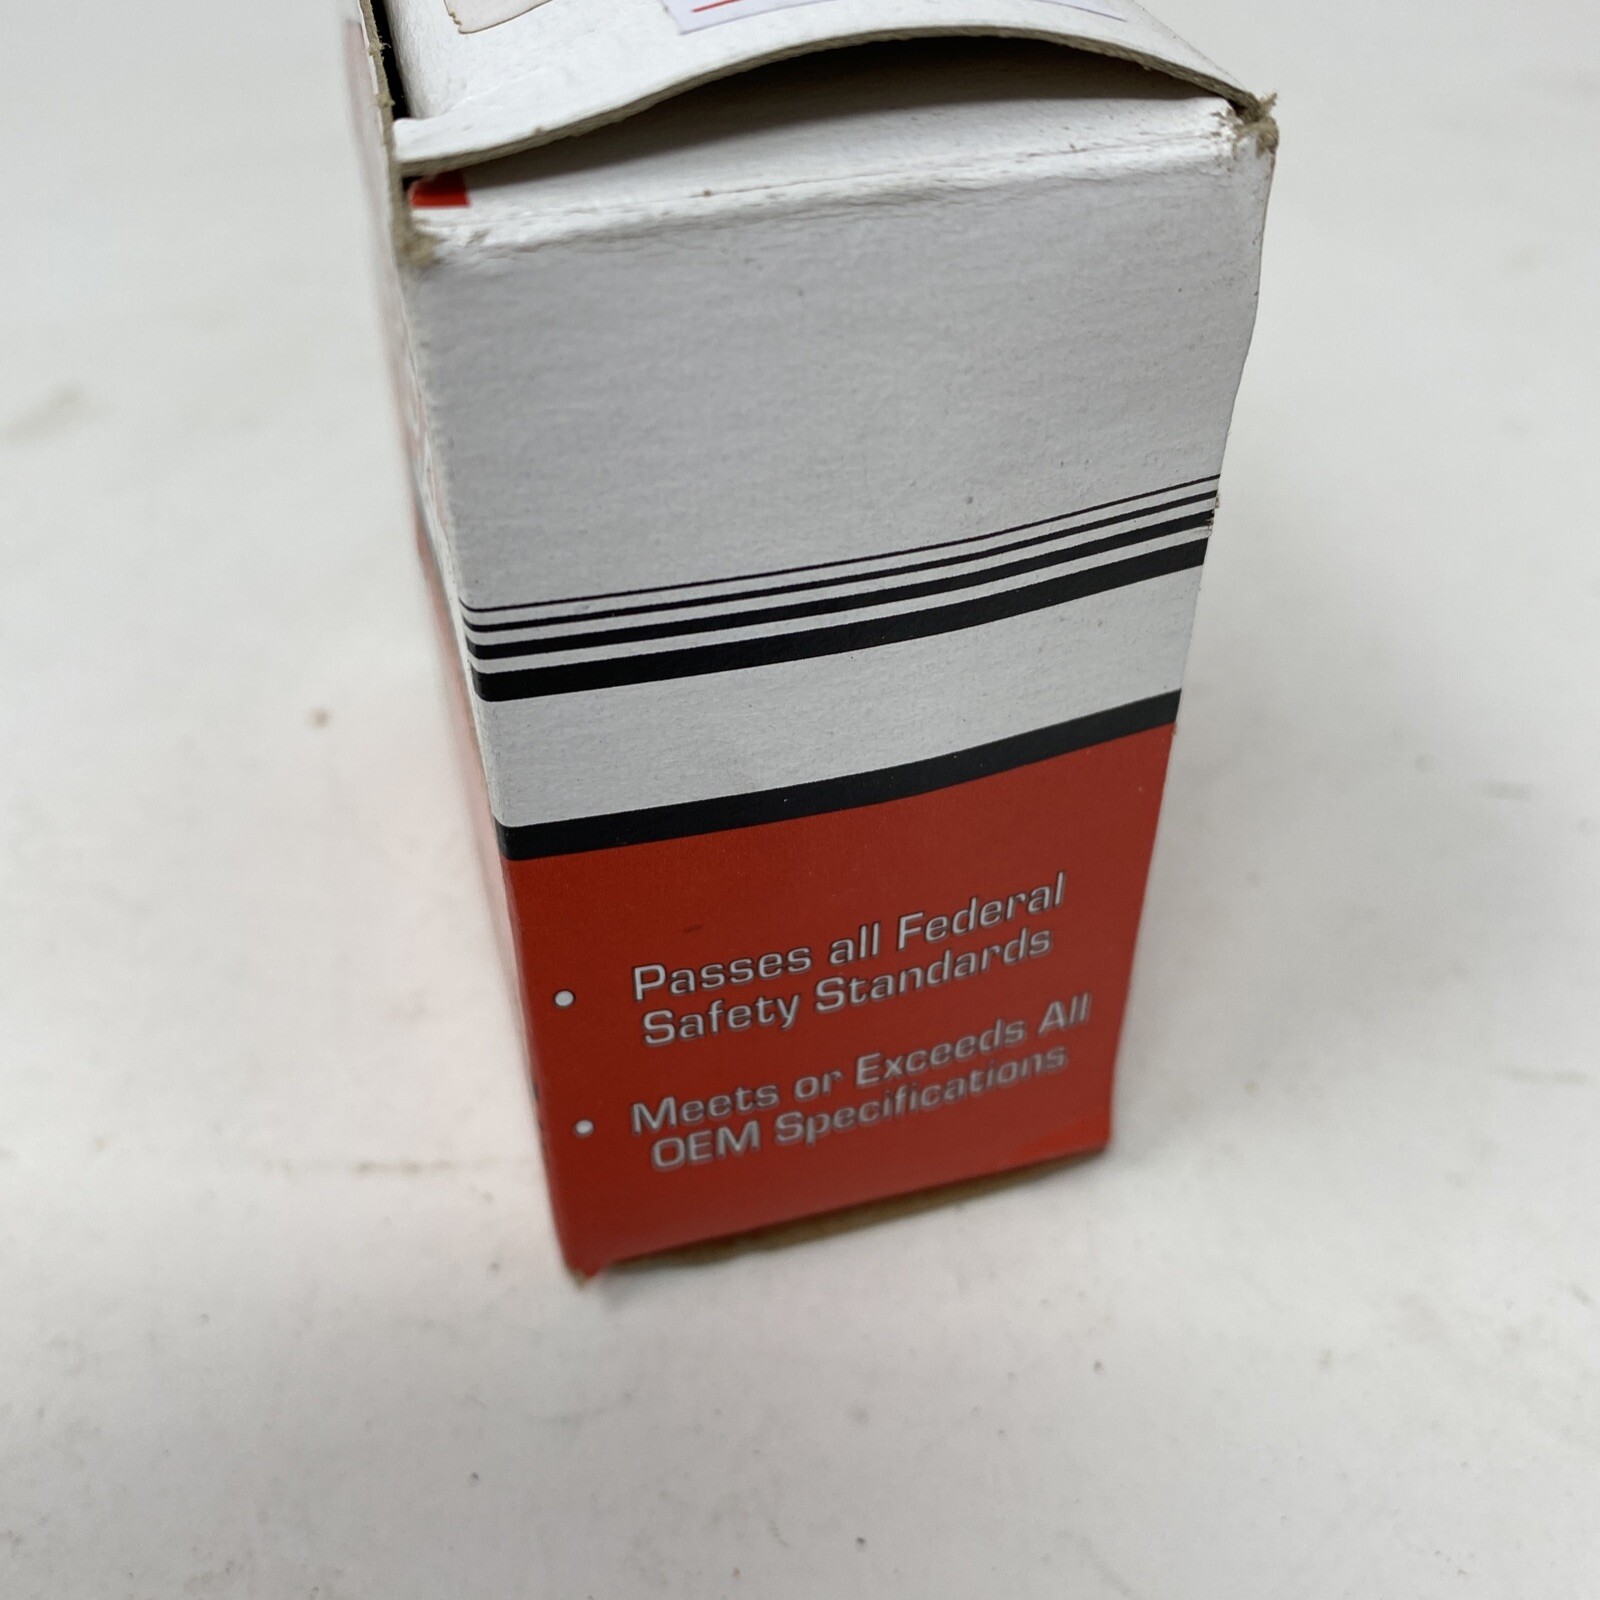 • Passes all Federal
Safety Standards
• Meets or Exceeds All
OEM Specifications